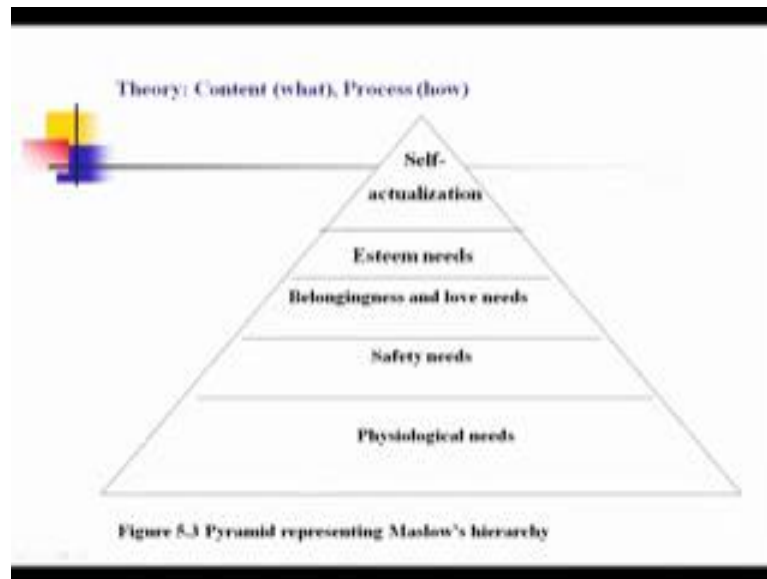 Theory: Content (what), Process (how)
Self-
actualization
Esteem needs
Belongingness and love needs
Safety needs
Physiological needs
Figure 5.3 Pyramid representing Maslow's hierarchy